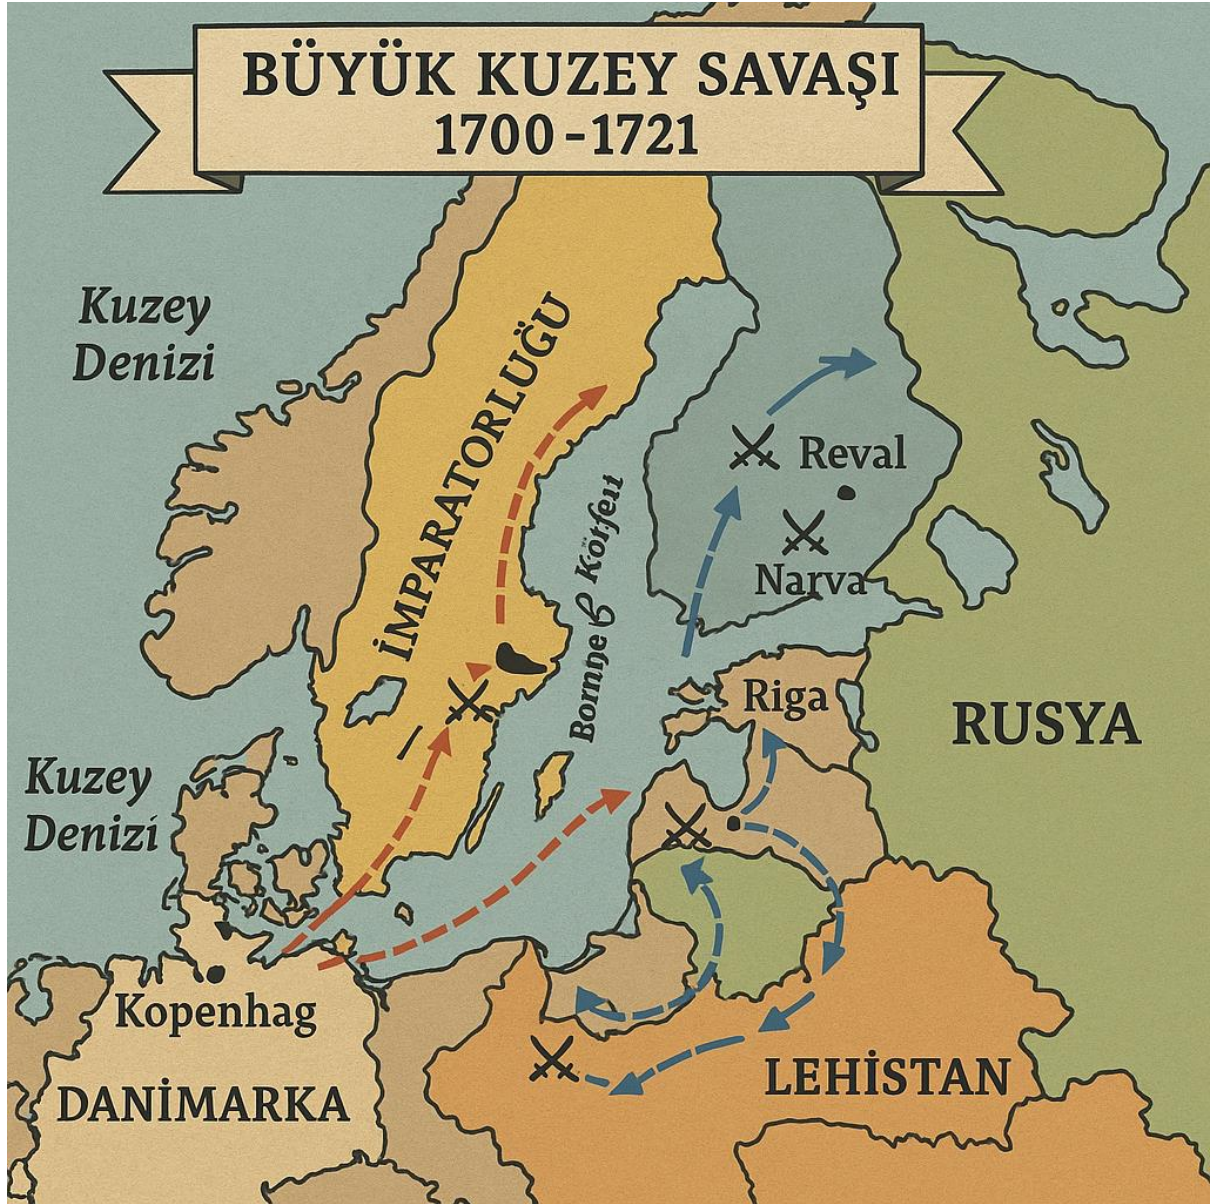 BÜYÜK KUZEY SAVAŞI
1700-1721
Kuzey
Denizi
İMPARATORLUĞU
Reval
Narva
Riga
RUSYA
Kuzey
Denizi
Kopenhag
DANİMARKA
LEHİSTAN